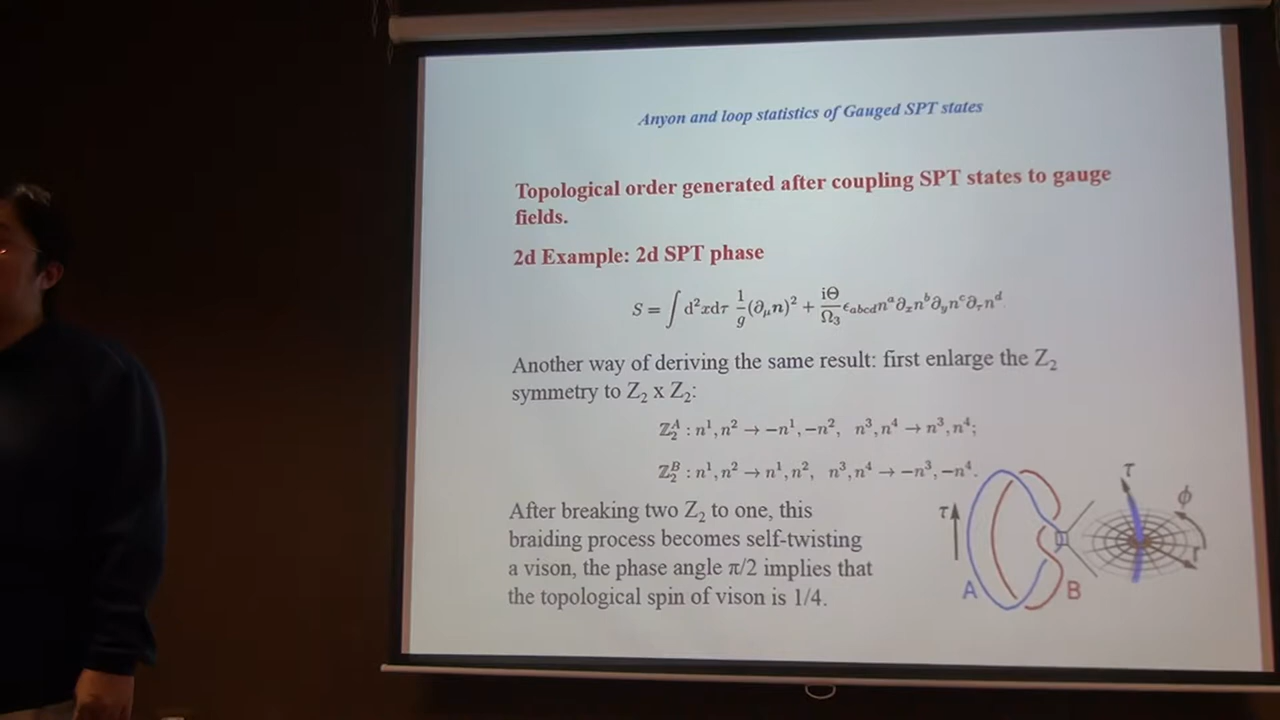 Anyon and loop statistics of Gauged SPT states
Topological order generated after coupling SPT states to gauge
fields.
2d Example: 2d SPT phase
S = ∫ d²xdτ 1/g (∂_μ n)² + iΘ/Ω₃ ϵ_{abcd} n^a ∂_x n^b ∂_y n^c ∂_τ n^d
Another way of deriving the same result: first enlarge the Z₂
symmetry to Z₂ x Z₂:
ℤ₂^A : n¹, n² → −n¹, −n², n³, n⁴ → n³, n⁴;
ℤ₂^B : n¹, n² → n¹, n², n³, n⁴ → −n³, −n⁴.
After breaking two Z₂ to one, this
braiding process becomes self-twisting
a vison, the phase angle π/2 implies that
the topological spin of vison is 1/4.
τ
A
B
τ
ϕ
r